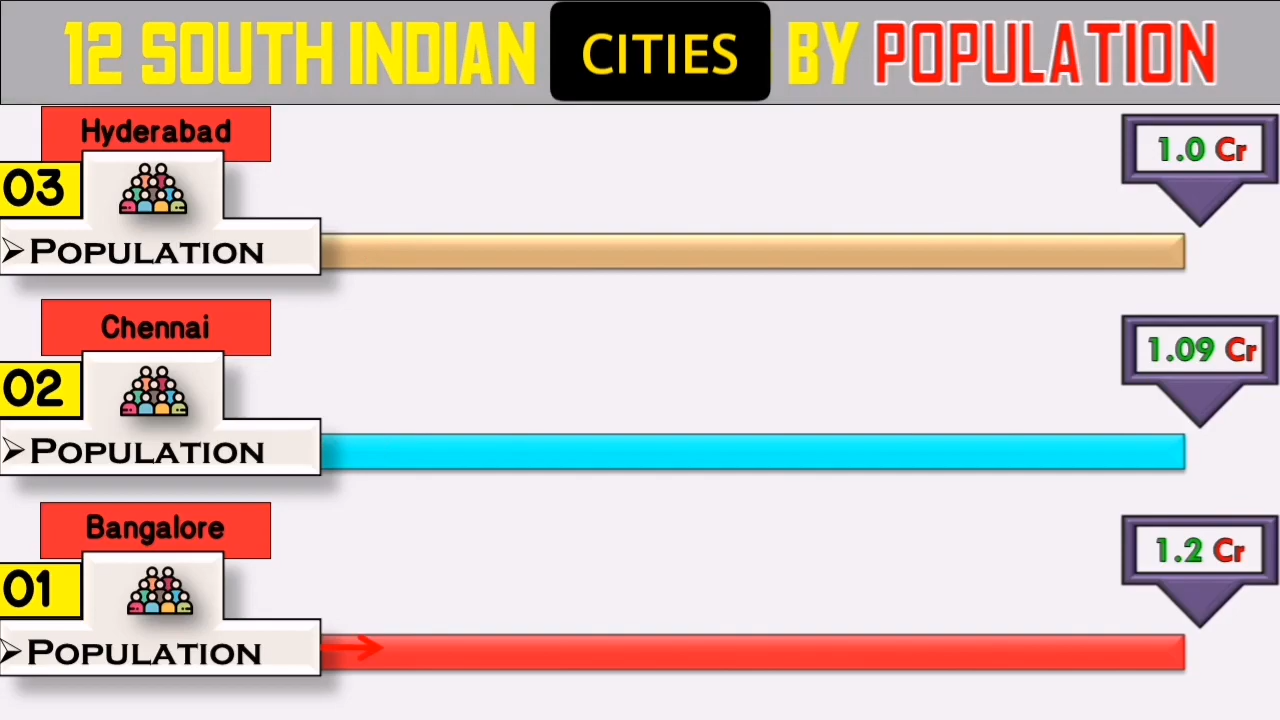 12 SOUTH INDIAN CITIES BY POPULATION
Hyderabad
1.0 Cr
03
➢POPULATION
Chennai
1.09 Cr
02
➢POPULATION
Bangalore
1.2 Cr
01
➢POPULATION